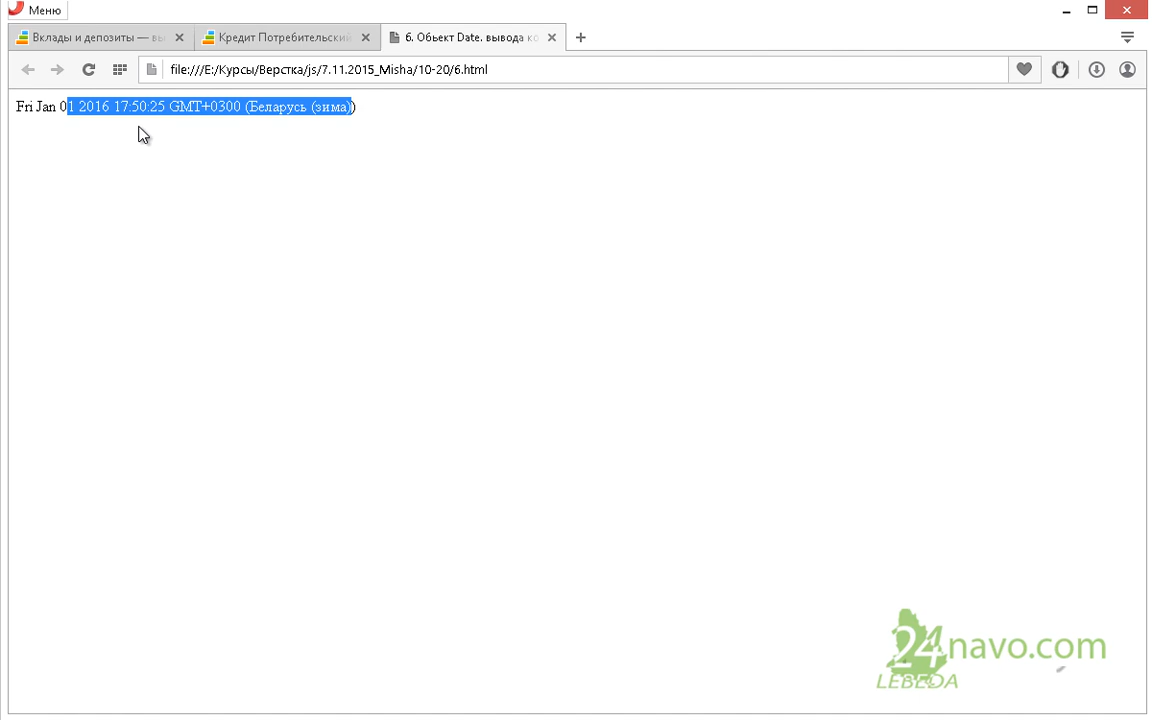 Меню
Вклады и депозиты — вы
Кредит Потребительский
6. Обьект Date. вывода ко
file:///E:/Курсы/Верстка/js/7.11.2015_Misha/10-20/6.html
Fri Jan 01 2016 17:50:25 GMT+0300 (Беларусь (зима))
24navo.com
LEBEDA